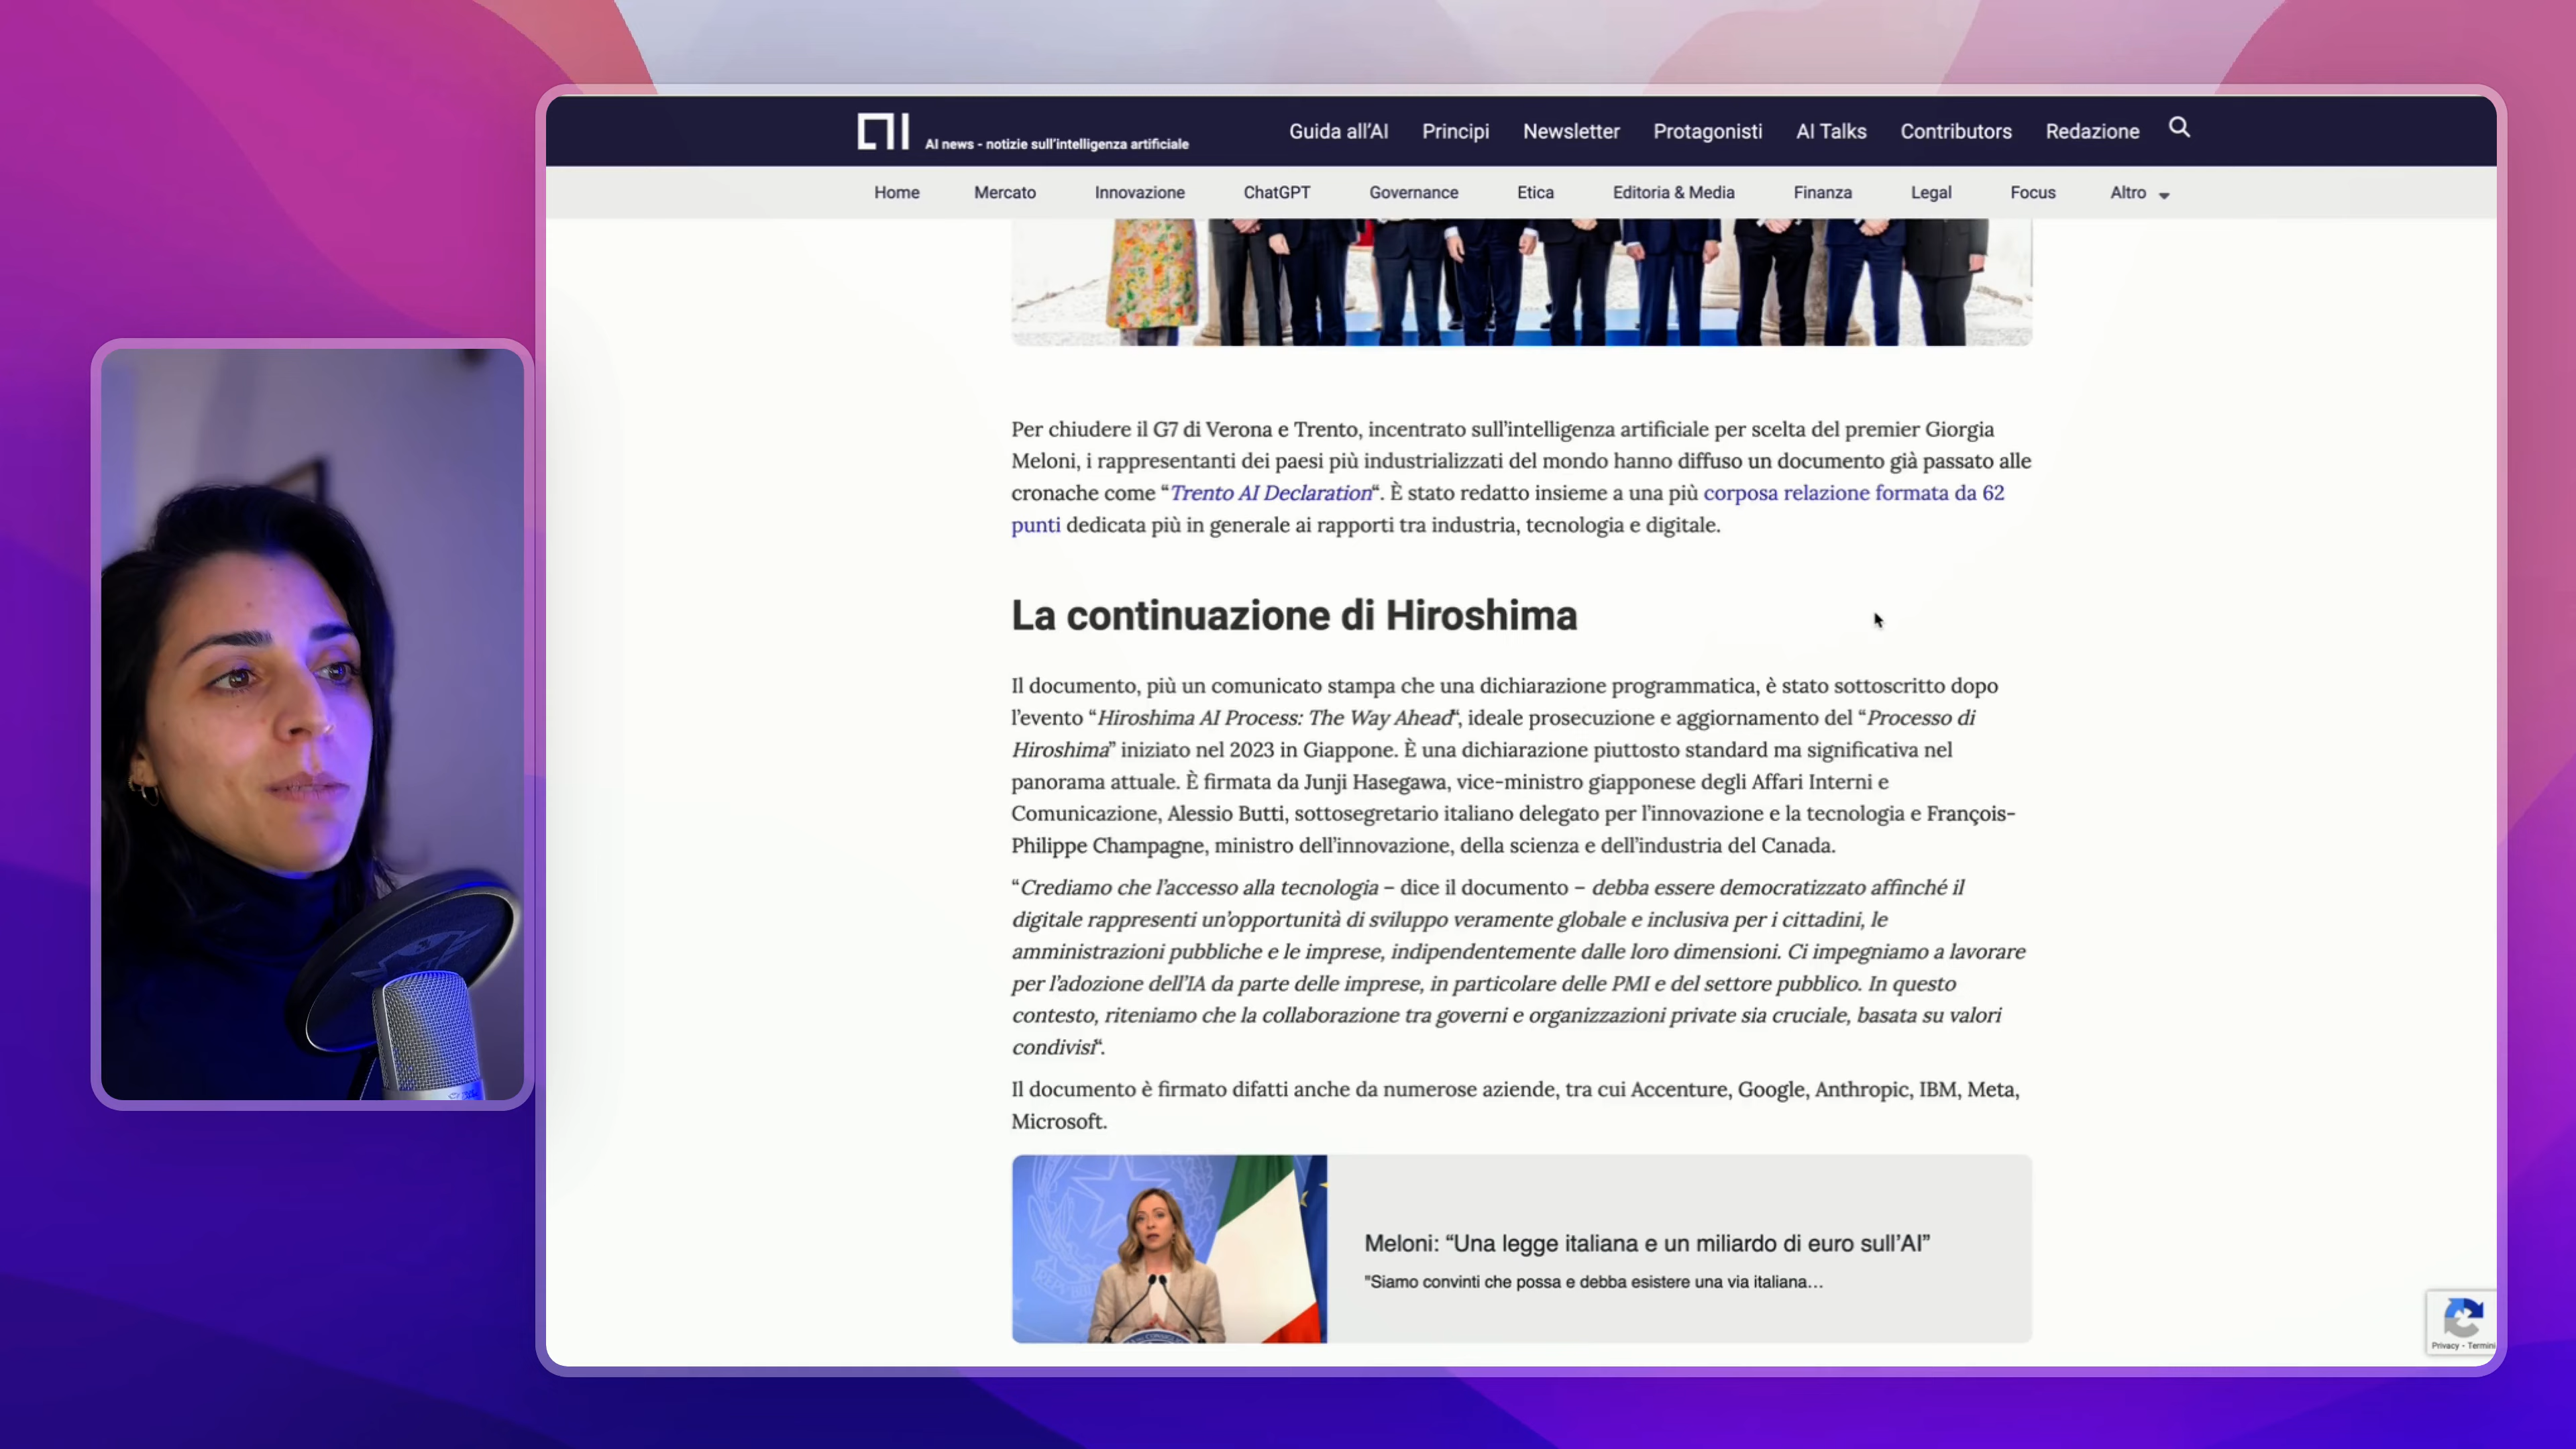 AI news - notizie sull'intelligenza artificiale
Guida all'AI Principi Newsletter Protagonisti AI Talks Contributors Redazione
Home Mercato Innovazione ChatGPT Governance Etica Editoria & Media Finanza Legal Focus Altro
Per chiudere il G7 di Verona e Trento, incentrato sull'intelligenza artificiale per scelta del premier Giorgia
Meloni, i rappresentanti dei paesi più industrializzati del mondo hanno diffuso un documento già passato alle
cronache come “Trento AI Declaration“. È stato redatto insieme a una più corposa relazione formata da 62
punti dedicata più in generale ai rapporti tra industria, tecnologia e digitale.
La continuazione di Hiroshima
Il documento, più un comunicato stampa che una dichiarazione programmatica, è stato sottoscritto dopo
l'evento “Hiroshima AI Process: The Way Ahead“, ideale prosecuzione e aggiornamento del “Processo di
Hiroshima” iniziato nel 2023 in Giappone. È una dichiarazione piuttosto standard ma significativa nel
panorama attuale. È firmata da Junji Hasegawa, vice-ministro giapponese degli Affari Interni e
Comunicazione, Alessio Butti, sottosegretario italiano delegato per l'innovazione e la tecnologia e François-
Philippe Champagne, ministro dell'innovazione, della scienza e dell'industria del Canada.
“Crediamo che l'accesso alla tecnologia – dice il documento – debba essere democratizzato affinché il
digitale rappresenti un'opportunità di sviluppo veramente globale e inclusiva per i cittadini, le
amministrazioni pubbliche e le imprese, indipendentemente dalle loro dimensioni. Ci impegniamo a lavorare
per l'adozione dell'IA da parte delle imprese, in particolare delle PMI e del settore pubblico. In questo
contesto, riteniamo che la collaborazione tra governi e organizzazioni private sia cruciale, basata su valori
condivisi“.
Il documento è firmato difatti anche da numerose aziende, tra cui Accenture, Google, Anthropic, IBM, Meta,
Microsoft.
Meloni: “Una legge italiana e un miliardo di euro sull'AI”
"Siamo convinti che possa e debba esistere una via italiana…
Privacy - Termini